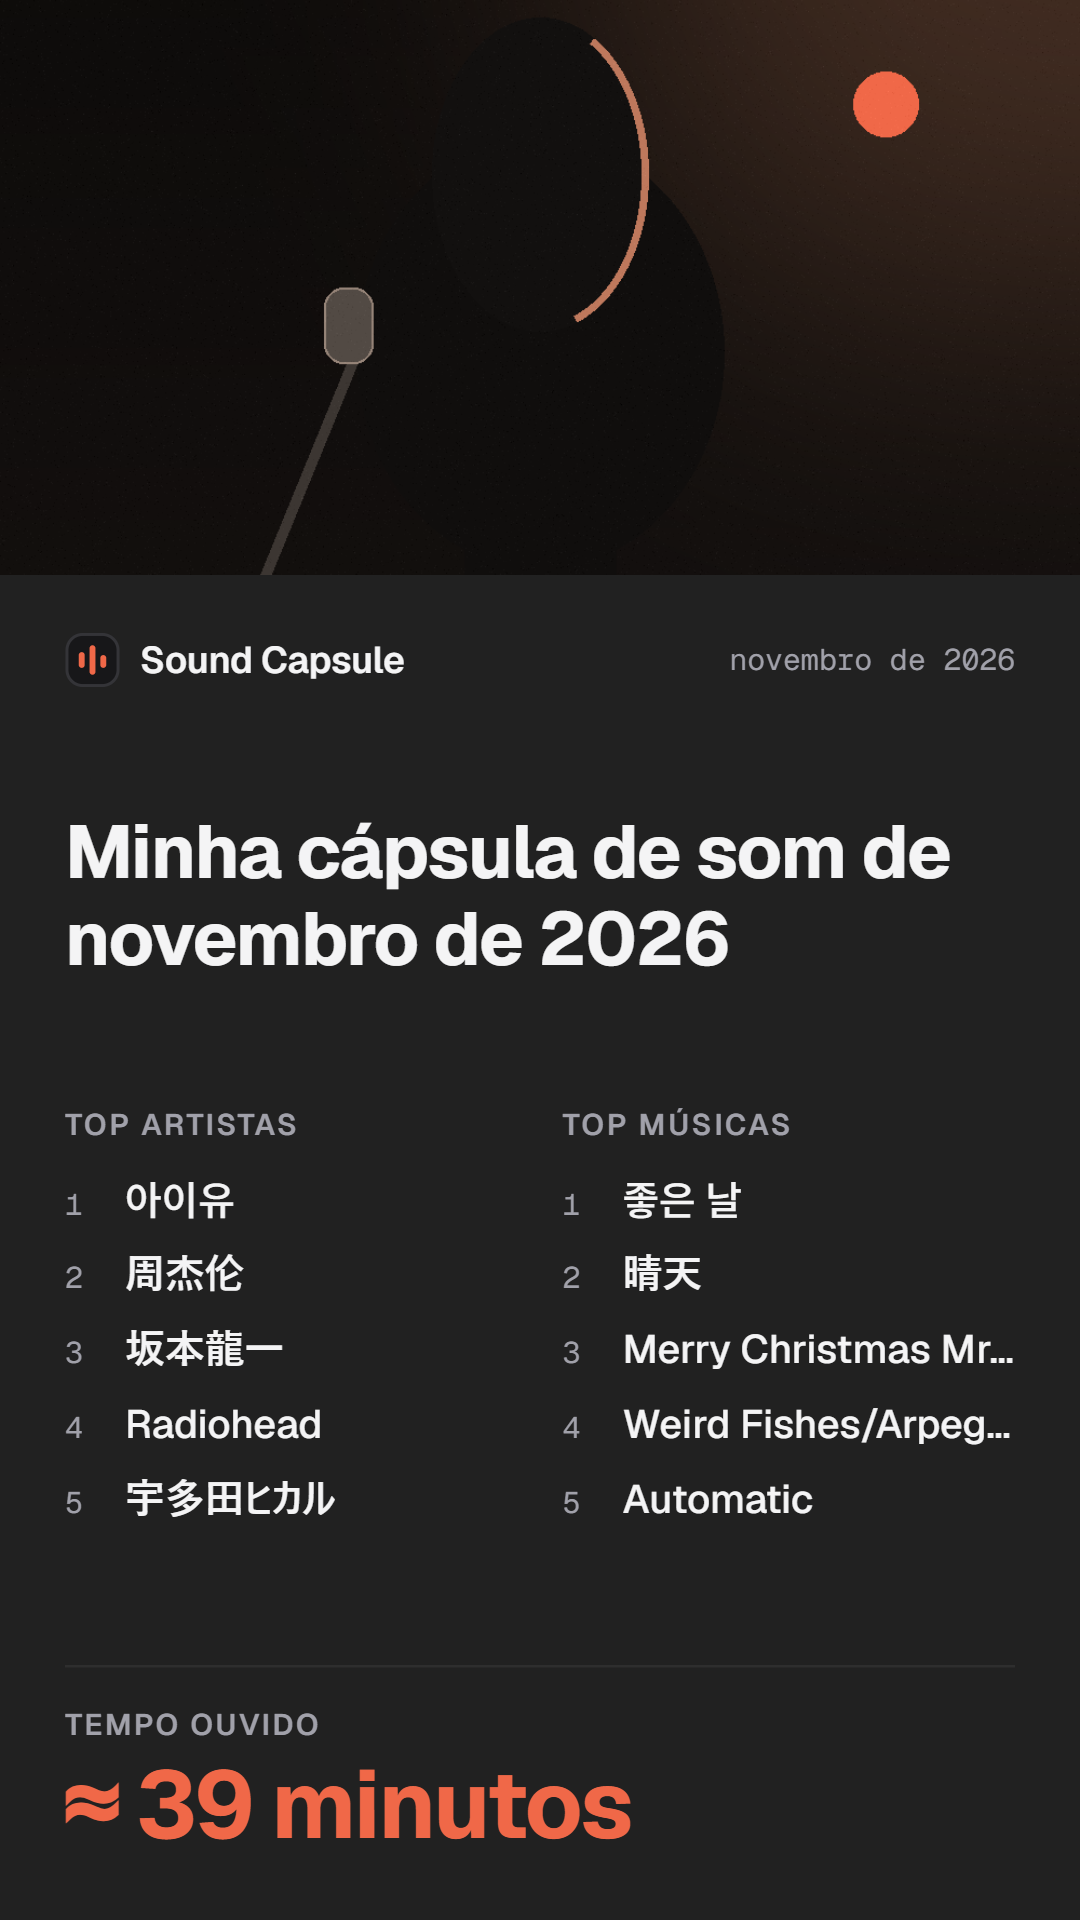 Sound Capsule
novembro de 2026
Minha cápsula de som de
novembro de 2026
TOP ARTISTAS
1 아이유
2 周杰伦
3 坂本龍一
4 Radiohead
5 宇多田ヒカル
TOP MÚSICAS
1 좋은 날
2 晴天
3 Merry Christmas Mr...
4 Weird Fishes/Arpeg...
5 Automatic
TEMPO OUVIDO
≈ 39 minutos